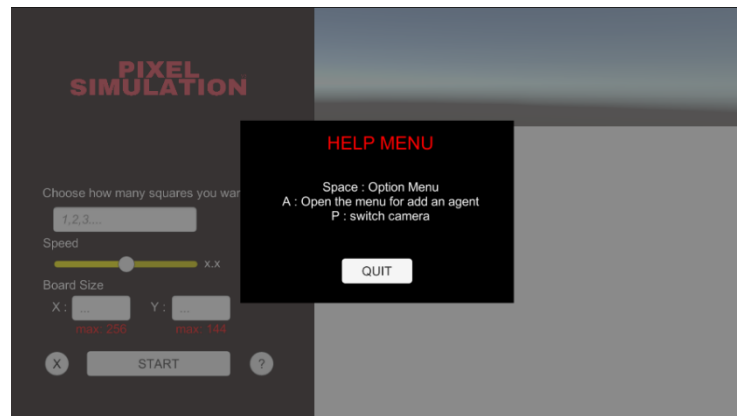 PIXEL
SIMULATION
HELP MENU
Space : Option Menu
A : Open the menu for add an agent
P : switch camera
QUIT
Choose how many squares you wan
1,2,3....
Speed
x.x
Board Size
X : ... Y : ...
max: 256 max: 144
X START ?